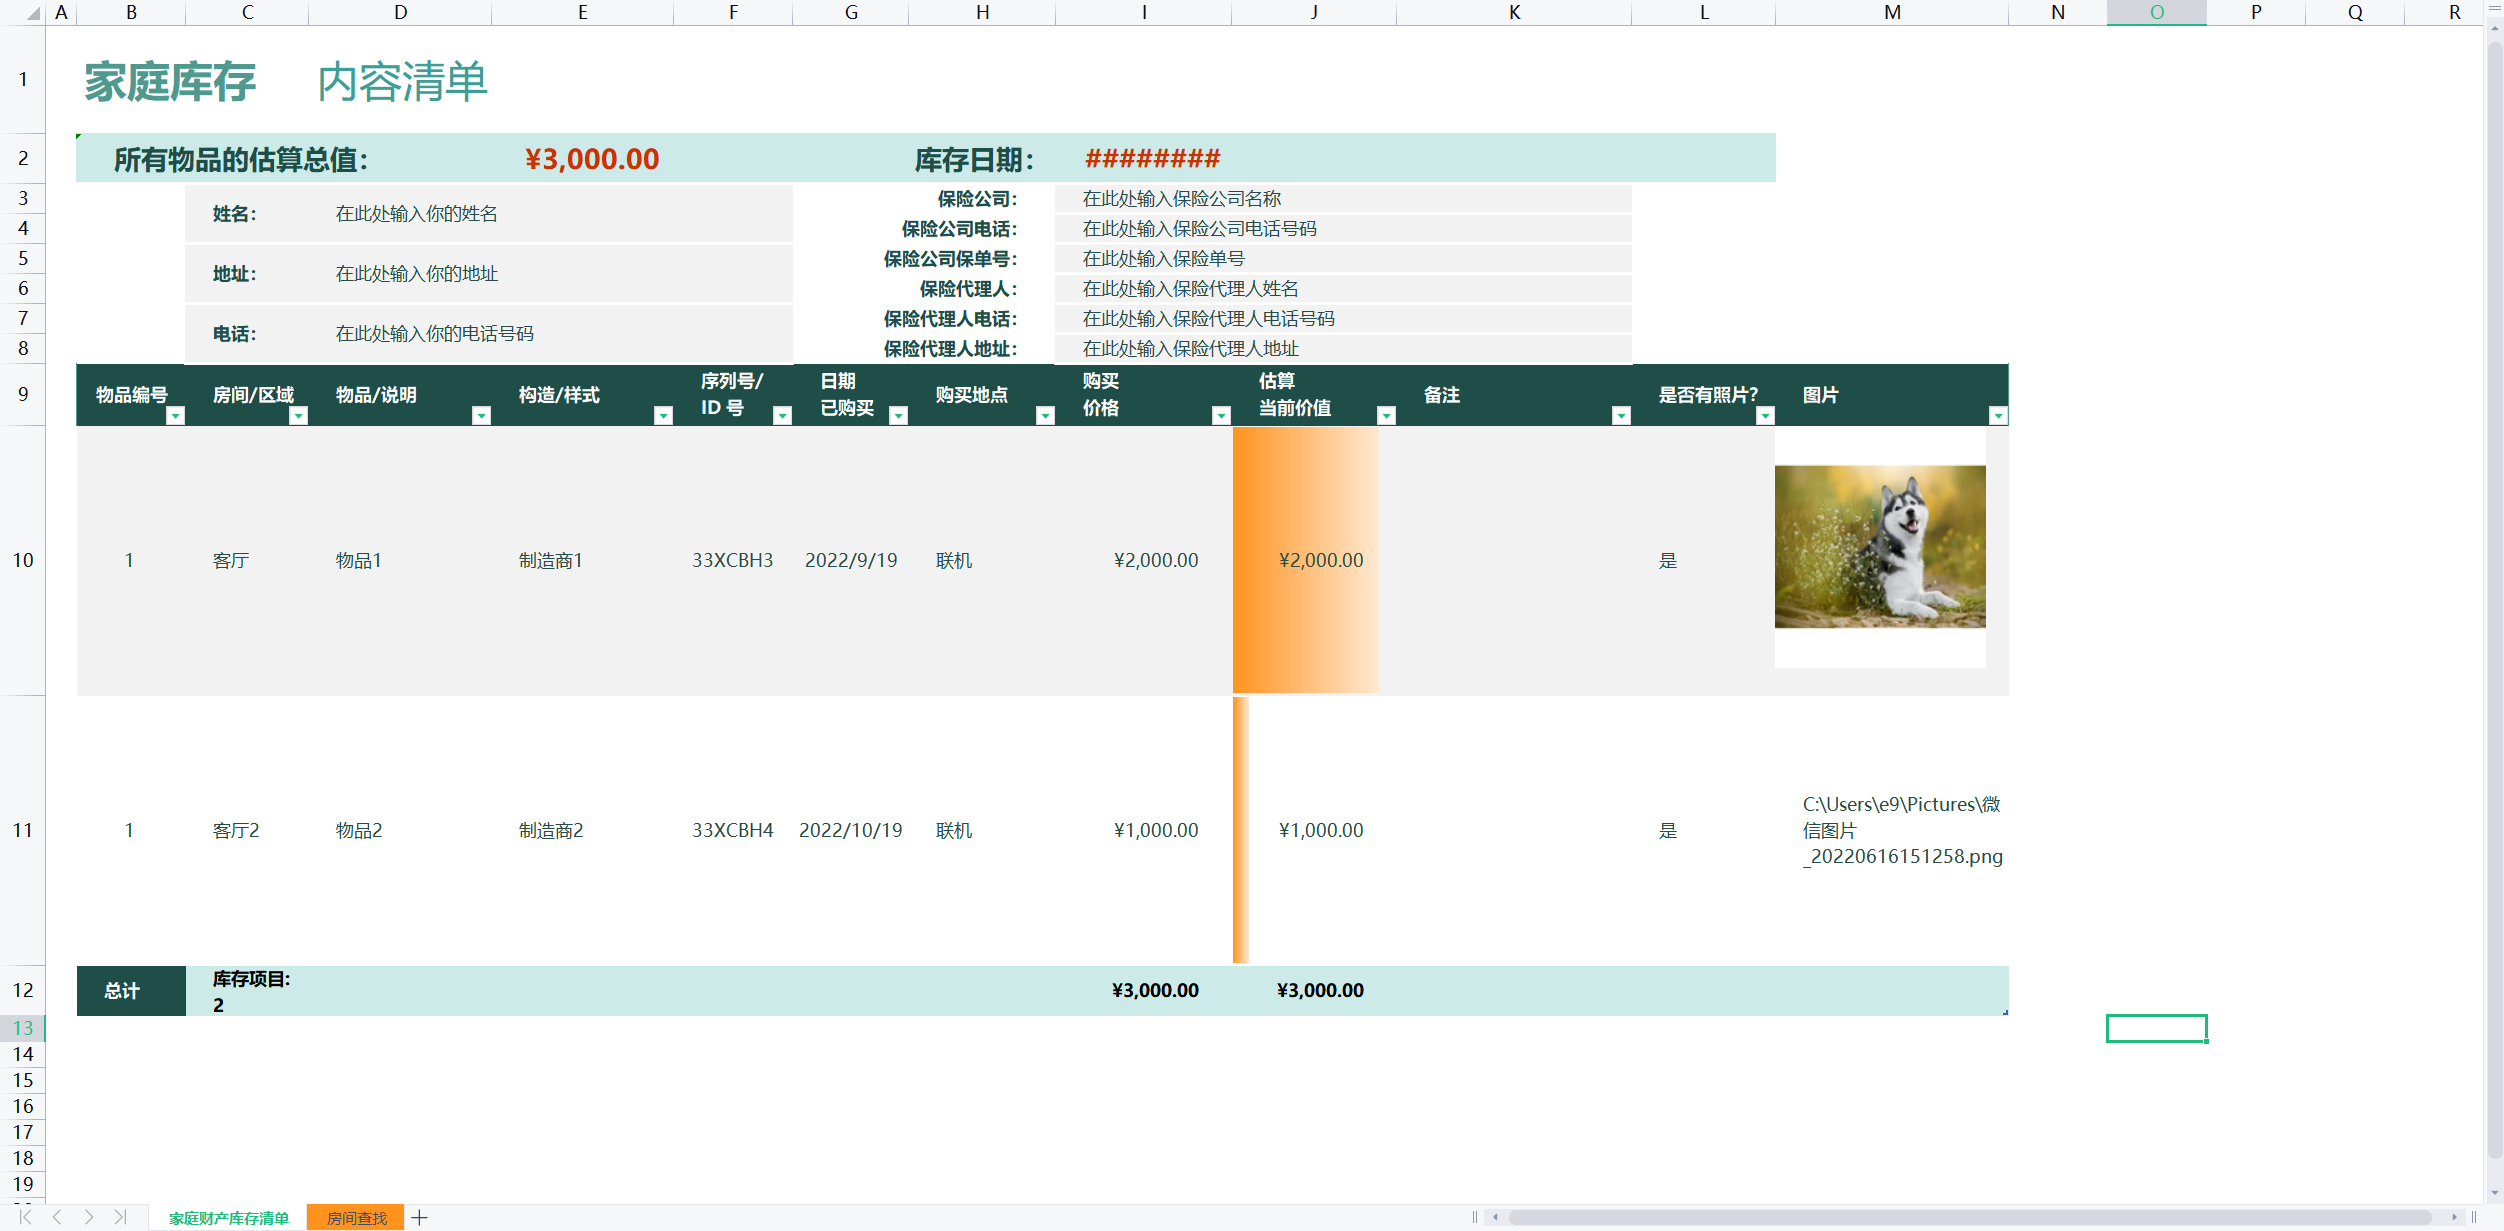 A B C D E F G H I J K L M N O P Q R
1 家庭库存 内容清单
2 所有物品的估算总值： ¥3,000.00 库存日期： ########
3 保险公司： 在此处输入保险公司名称
姓名： 在此处输入你的姓名
4 保险公司电话： 在此处输入保险公司电话号码
5 保险公司保单号： 在此处输入保险单号
地址： 在此处输入你的地址
6 保险代理人： 在此处输入保险代理人姓名
7 保险代理人电话： 在此处输入保险代理人电话号码
电话： 在此处输入你的电话号码
8 保险代理人地址： 在此处输入保险代理人地址
9 物品编号 房间/区域 物品/说明 构造/样式 序列号/ 日期 购买地点 购买 估算 备注 是否有照片？ 图片
ID 号 已购买 价格 当前价值
10 1 客厅 物品1 制造商1 33XCBH3 2022/9/19 联机 ¥2,000.00 ¥2,000.00 是
C:\Users\e9\Pictures\微
11 1 客厅2 物品2 制造商2 33XCBH4 2022/10/19 联机 ¥1,000.00 ¥1,000.00 是 信图片
_20220616151258.png
12 总计 库存项目: ¥3,000.00 ¥3,000.00
2
13
14
15
16
17
18
19
家庭财产库存清单 房间查找